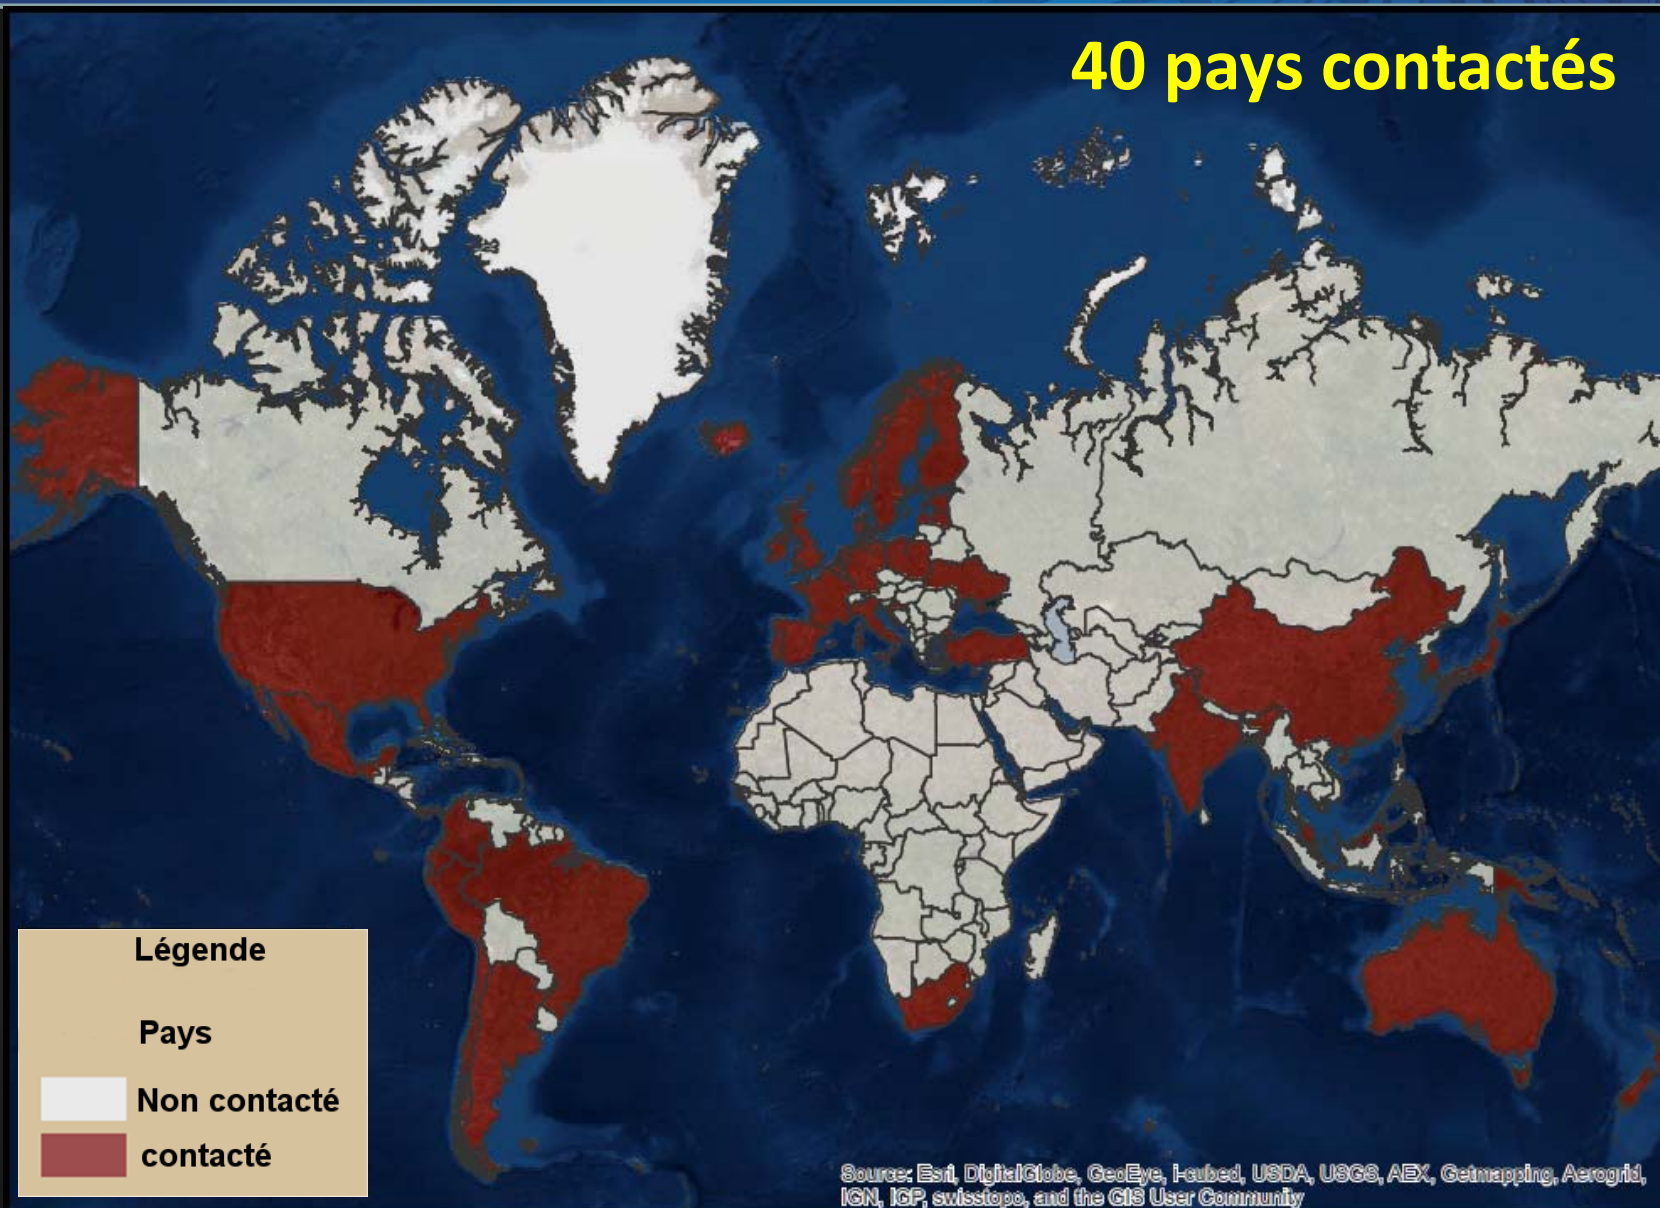 40 pays contactés
Légende
Pays
Non contacté
contacté
Source: Esri, DigitalGlobe, GeoEye, i-cubed, USDA, USGS, AEX, Getmapping, Aerogrid,
IGN, IGP, swisstopo, and the GIS User Community